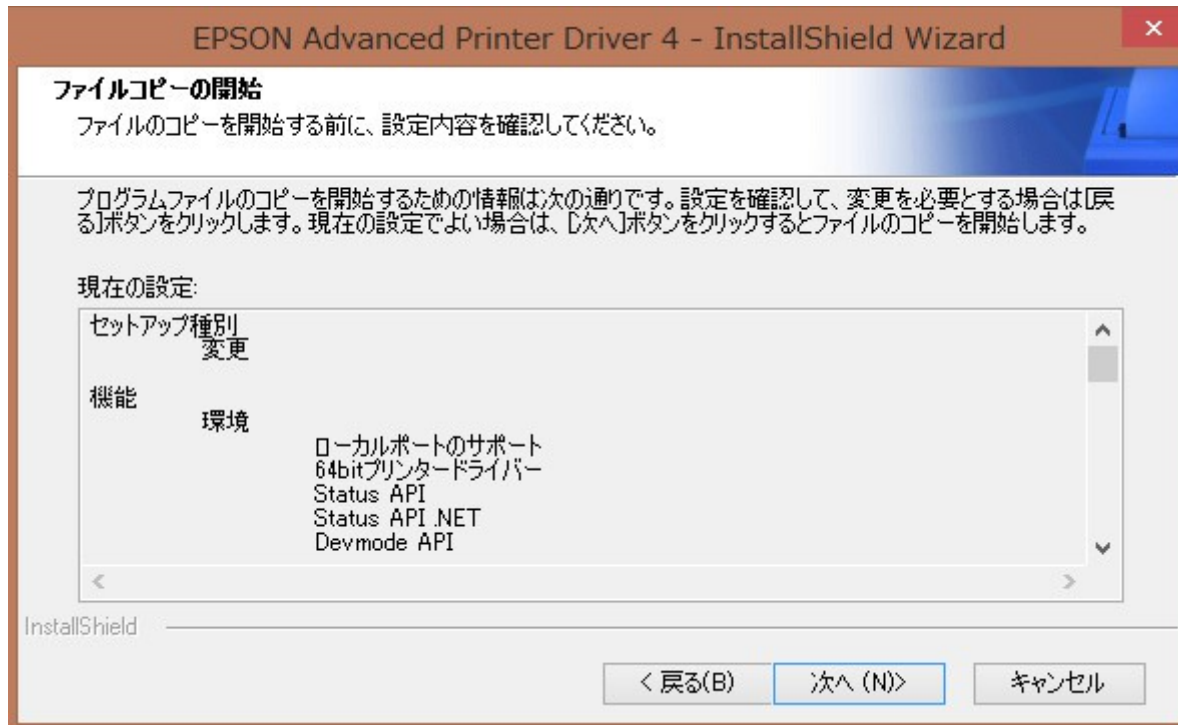 EPSON Advanced Printer Driver 4 - InstallShield Wizard
ファイルコピーの開始
ファイルのコピーを開始する前に、設定内容を確認してください。
プログラムファイルのコピーを開始するための情報は次の通りです。設定を確認して、変更を必要とする場合は[戻
る]ボタンをクリックします。現在の設定でよい場合は、[次へ]ボタンをクリックするとファイルのコピーを開始します。
現在の設定:
セットアップ種別
変更
機能
環境
ローカルポートのサポート
64bitプリンタードライバー
Status API
Status API .NET
Devmode API
InstallShield
< 戻る(B)
次へ (N)>
キャンセル